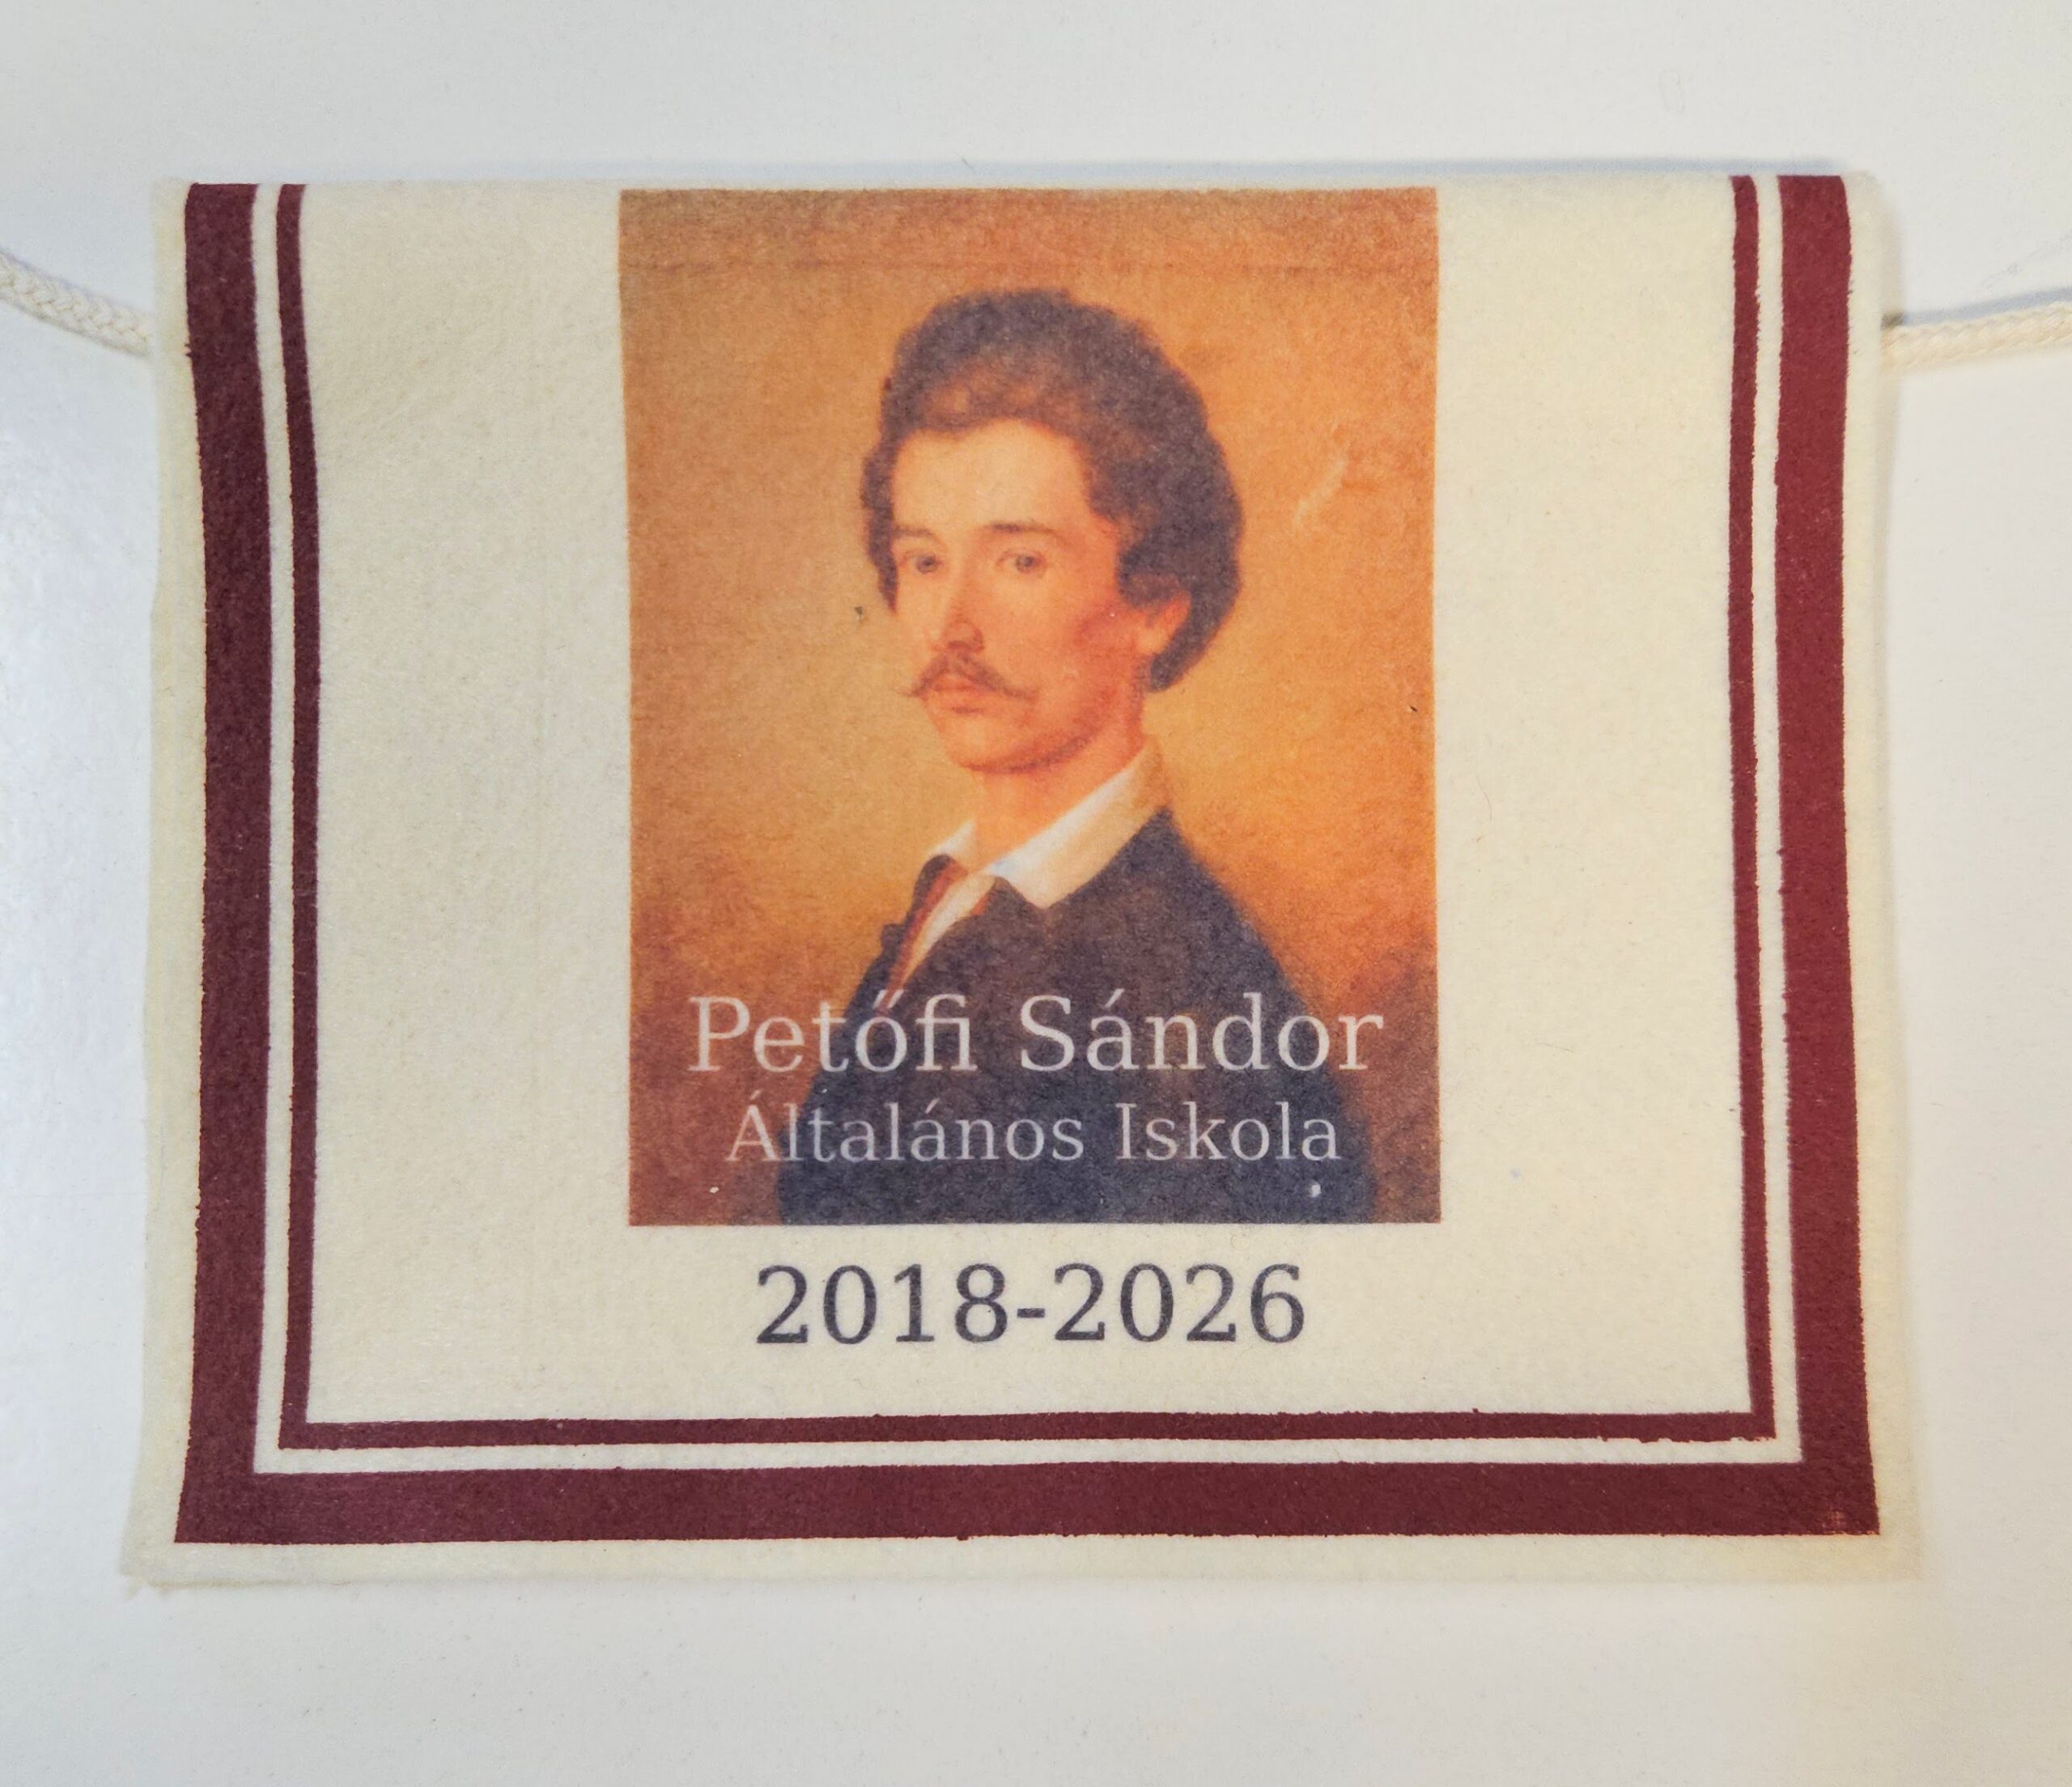 Petőfi Sándor
Általános Iskola
2018-2026